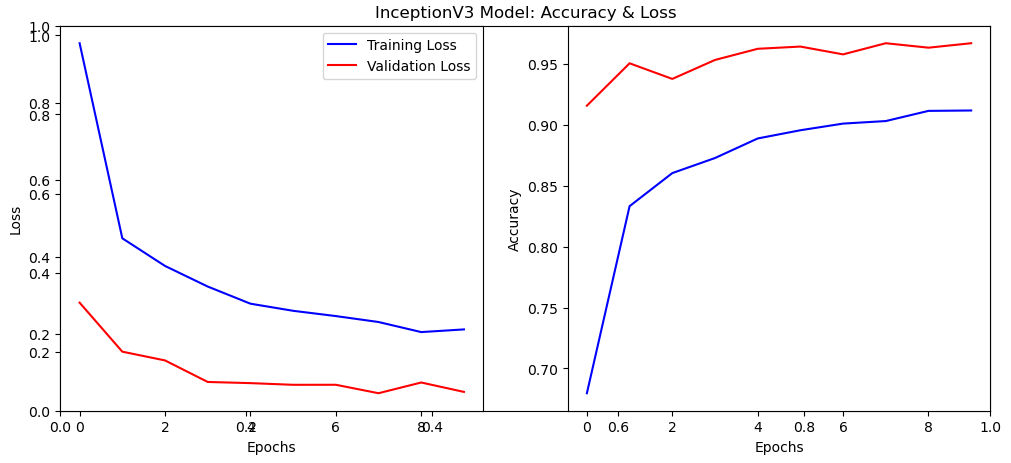 InceptionV3 Model: Accuracy & Loss
Training Loss
Validation Loss
1.0
1.0
0.8
0.8
0.6
0.6
0.4
0.4
0.2
0.2
0.0
Loss
0.0 0 2 0.2 4 6 8 0.4
Epochs
0.95
0.90
0.85
0.80
0.75
0.70
Accuracy
0 0.6 2 4 0.8 6 8 1.0
Epochs